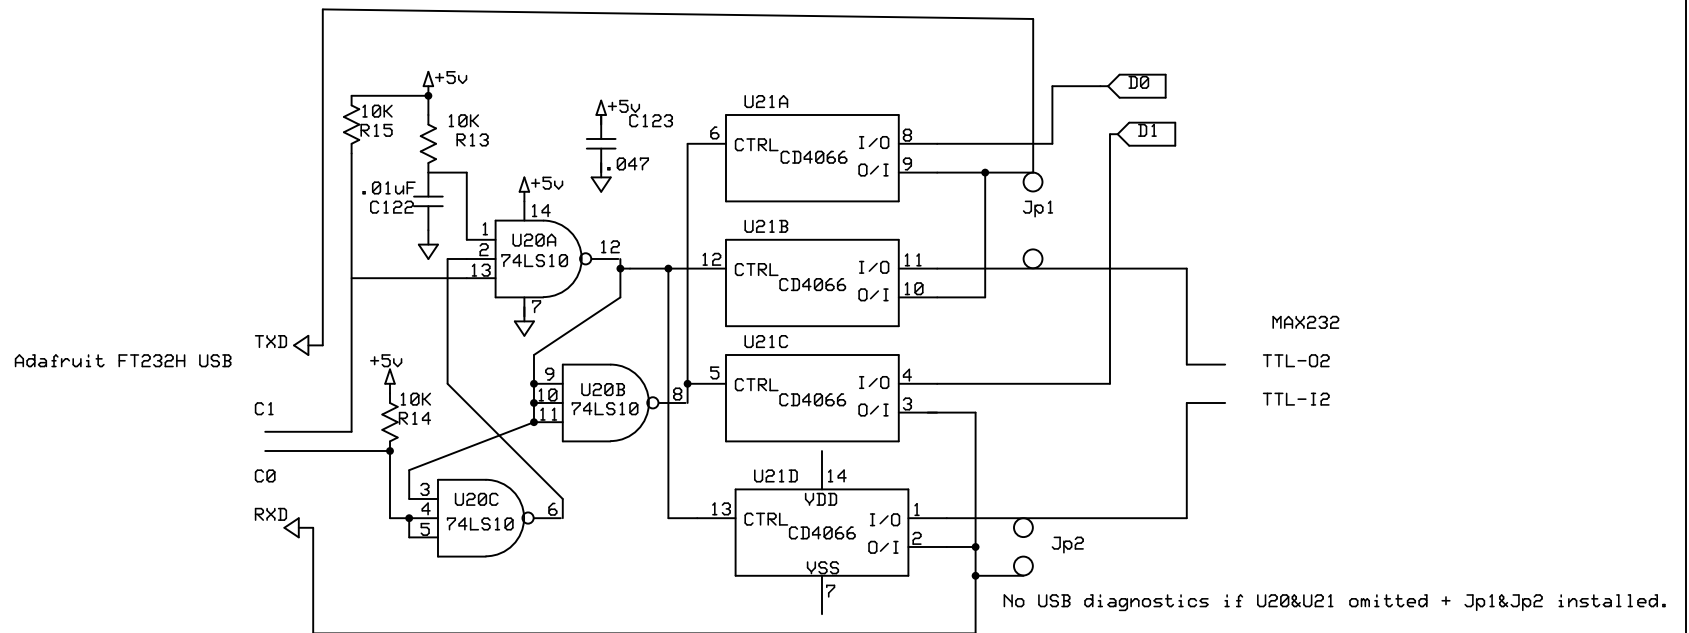 +5v
10K
R15
10K
R13
+5v
C123
.047
.01uF
C122
+5v
14
1
2
13
U20A
74LS10
12
7
U21A
6
CTRL
CD4066
I/O
8
O/I
9
D0
D1
Jp1
U21B
12
CTRL
CD4066
I/O
11
O/I
10
TXD
Adafruit FT232H USB
+5v
10K
R14
C1
C0
RXD
9
10
11
U20B
74LS10
8
U21C
5
CTRL
CD4066
I/O
4
O/I
3
MAX232
TTL-O2
TTL-I2
3
4
5
U20C
74LS10
6
U21D
14
VDD
13
CTRL
CD4066
I/O
1
O/I
2
VSS
7
Jp2
No USB diagnostics if U20&U21 omitted + Jp1&Jp2 installed.